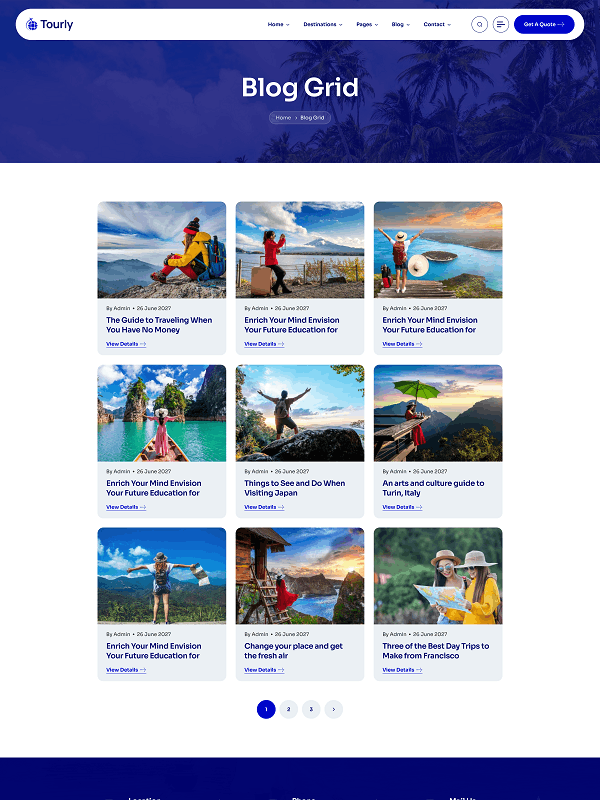 Tourly
Home Destinations Pages Blog Contact Get A Quote
Blog Grid
Home > Blog Grid
By Admin • 26 June 2027
The Guide to Traveling When
You Have No Money
View Details
By Admin • 26 June 2027
Enrich Your Mind Envision
Your Future Education for
View Details
By Admin • 26 June 2027
Enrich Your Mind Envision
Your Future Education for
View Details
By Admin • 26 June 2027
Enrich Your Mind Envision
Your Future Education for
View Details
By Admin • 26 June 2027
Things to See and Do When
Visiting Japan
View Details
By Admin • 26 June 2027
An arts and culture guide to
Turin, Italy
View Details
By Admin • 26 June 2027
Enrich Your Mind Envision
Your Future Education for
View Details
By Admin • 26 June 2027
Change your place and get
the fresh air
View Details
By Admin • 26 June 2027
Three of the Best Day Trips to
Make from Francisco
View Details
1 2 3 >
Location Phone Mail Us